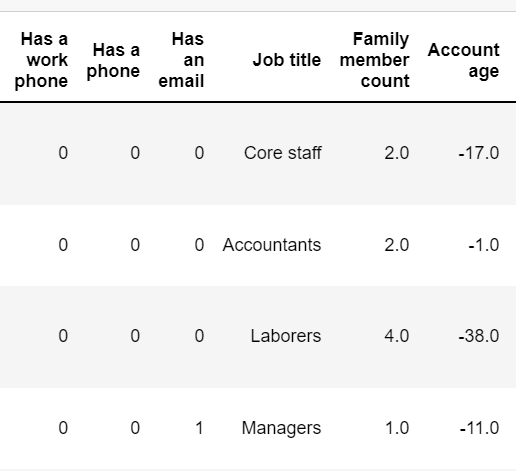 Has a work phone Has a phone Has an email Job title Family member count Account age
0 0 0 Core staff 2.0 -17.0
0 0 0 Accountants 2.0 -1.0
0 0 0 Laborers 4.0 -38.0
0 0 1 Managers 1.0 -11.0